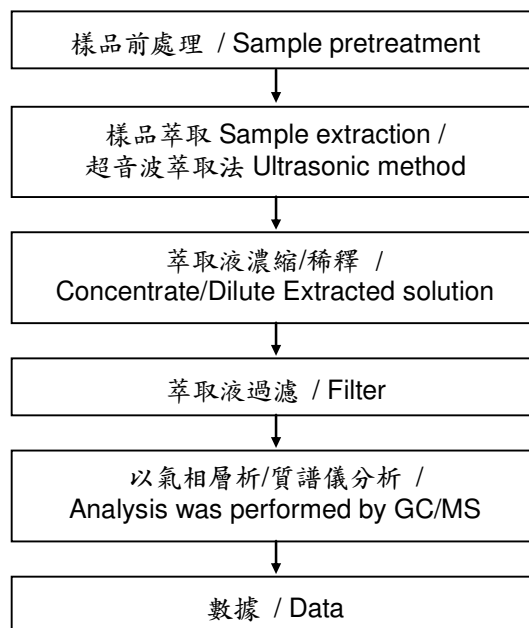 樣品前處理 / Sample pretreatment
樣品萃取 Sample extraction /
超音波萃取法 Ultrasonic method
萃取液濃縮/稀釋 /
Concentrate/Dilute Extracted solution
萃取液過濾 / Filter
以氣相層析/質譜儀分析 /
Analysis was performed by GC/MS
數據 / Data